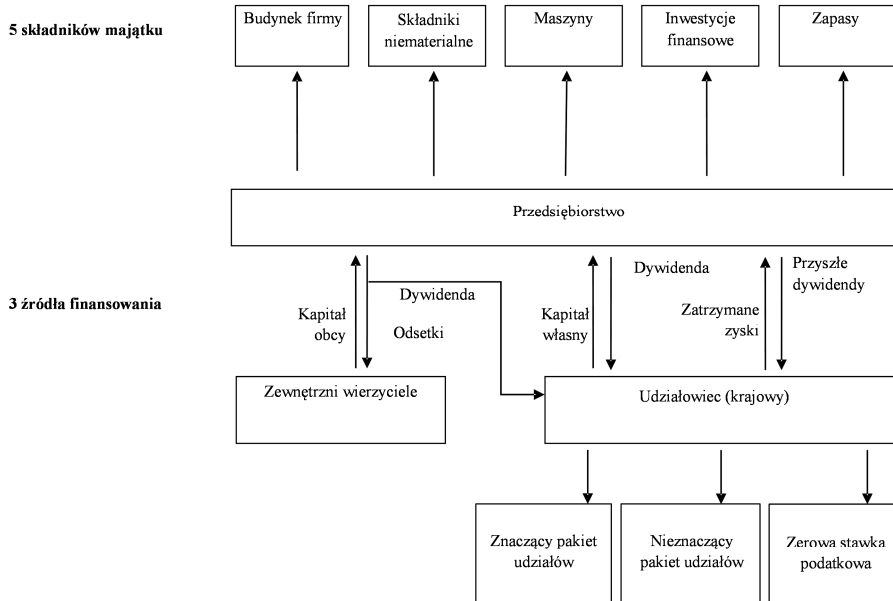 5 składników majątku
Budynek firmy
Składniki
niematerialne
Maszyny
Inwestycje
finansowe
Zapasy
Przedsiębiorstwo
3 źródła finansowania
Kapitał
obcy
Dywidenda
Odsetki
Kapitał
własny
Dywidenda
Zatrzymane
zyski
Przyszłe
dywidendy
Zewnętrzni wierzyciele
Udziałowiec (krajowy)
Znaczący pakiet
udziałów
Nieznaczący
pakiet udziałów
Zerowa stawka
podatkowa